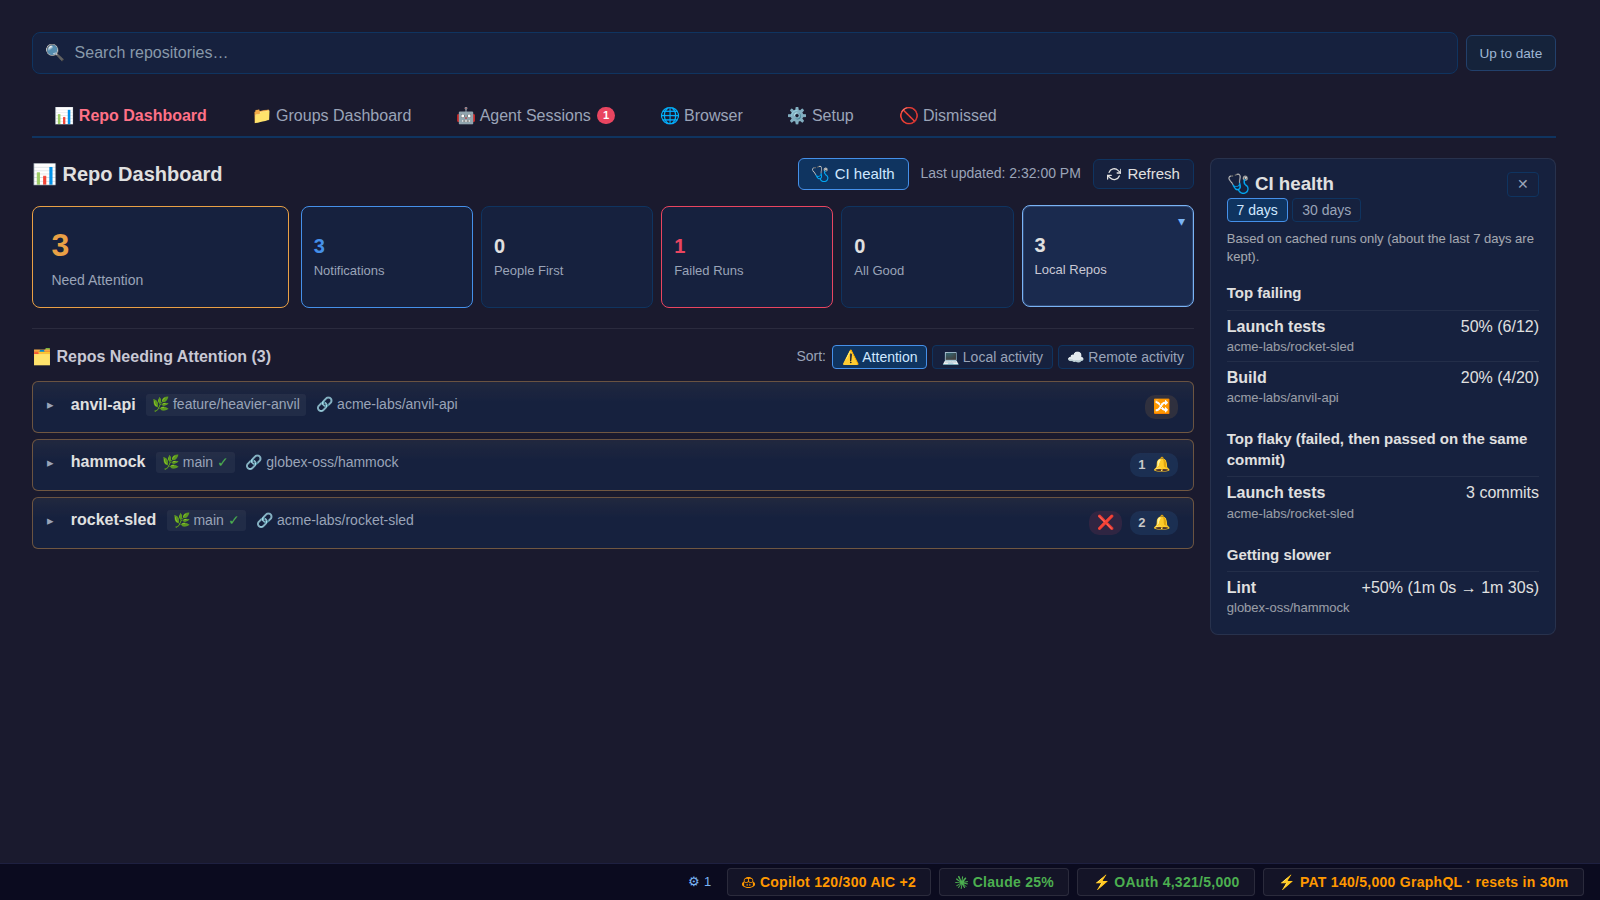 🔍 Search repositories…
Up to date
📊 Repo Dashboard
📁 Groups Dashboard
🤖 Agent Sessions 1
🌐 Browser
⚙️ Setup
🚫 Dismissed
📊 Repo Dashboard
🩺 CI health
Last updated: 2:32:00 PM
Refresh
3
Need Attention
3
Notifications
0
People First
1
Failed Runs
0
All Good
▾
3
Local Repos
🗂️ Repos Needing Attention (3)
Sort: ⚠️ Attention 💻 Local activity ☁️ Remote activity
▸ anvil-api 🌿 feature/heavier-anvil 🔗 acme-labs/anvil-api 🔀
▸ hammock 🌿 main ✓ 🔗 globex-oss/hammock 1 🔔
▸ rocket-sled 🌿 main ✓ 🔗 acme-labs/rocket-sled ❌ 2 🔔
🩺 CI health ✕
7 days 30 days
Based on cached runs only (about the last 7 days are
kept).
Top failing
Launch tests 50% (6/12)
acme-labs/rocket-sled
Build 20% (4/20)
acme-labs/anvil-api
Top flaky (failed, then passed on the same
commit)
Launch tests 3 commits
acme-labs/rocket-sled
Getting slower
Lint +50% (1m 0s → 1m 30s)
globex-oss/hammock
⚙ 1
Copilot 120/300 AIC +2
Claude 25%
⚡ OAuth 4,321/5,000
⚡ PAT 140/5,000 GraphQL · resets in 30m